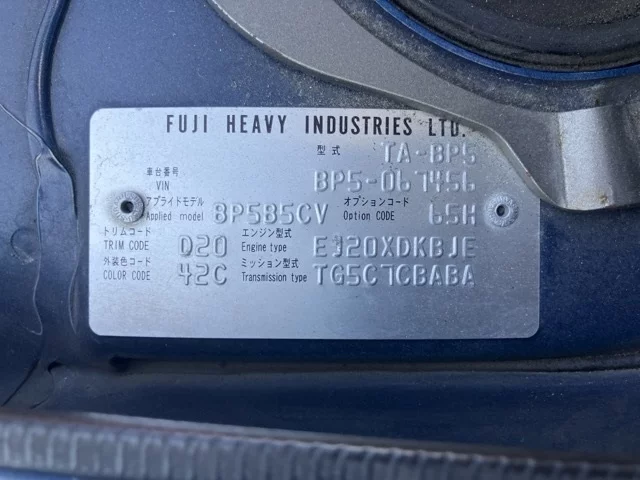 FUJI HEAVY INDUSTRIES LTD.
型式 TA-BP5
車台番号 VIN BP5-067456
アプライドモデル Applied model BP5B5CV オプションコード Option CODE 65H
トリムコード TRIM CODE D20 エンジン型式 Engine type EJ20XDKBJE
外装色コード COLOR CODE 42C ミッション型式 Transmission type TG5C7CBABA